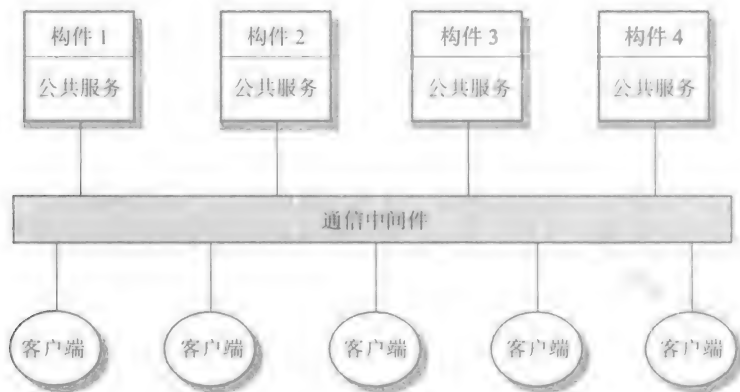 构件 1
构件 2
构件 3
构件 4
公共服务
公共服务
公共服务
公共服务
通信中间件
客户端
客户端
客户端
客户端
客户端